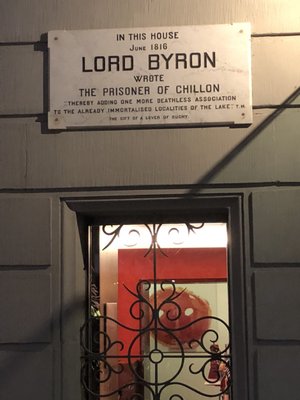 IN THIS HOUSE
JUNE 1816
LORD BYRON
WROTE
THE PRISONER OF CHILLON
"THEREBY ADDING ONE MORE DEATHLESS ASSOCIATION
TO THE ALREADY IMMORTALISED LOCALITIES OF THE LAKE" T.M.
THE GIFT OF A LOVER OF RUGBY.